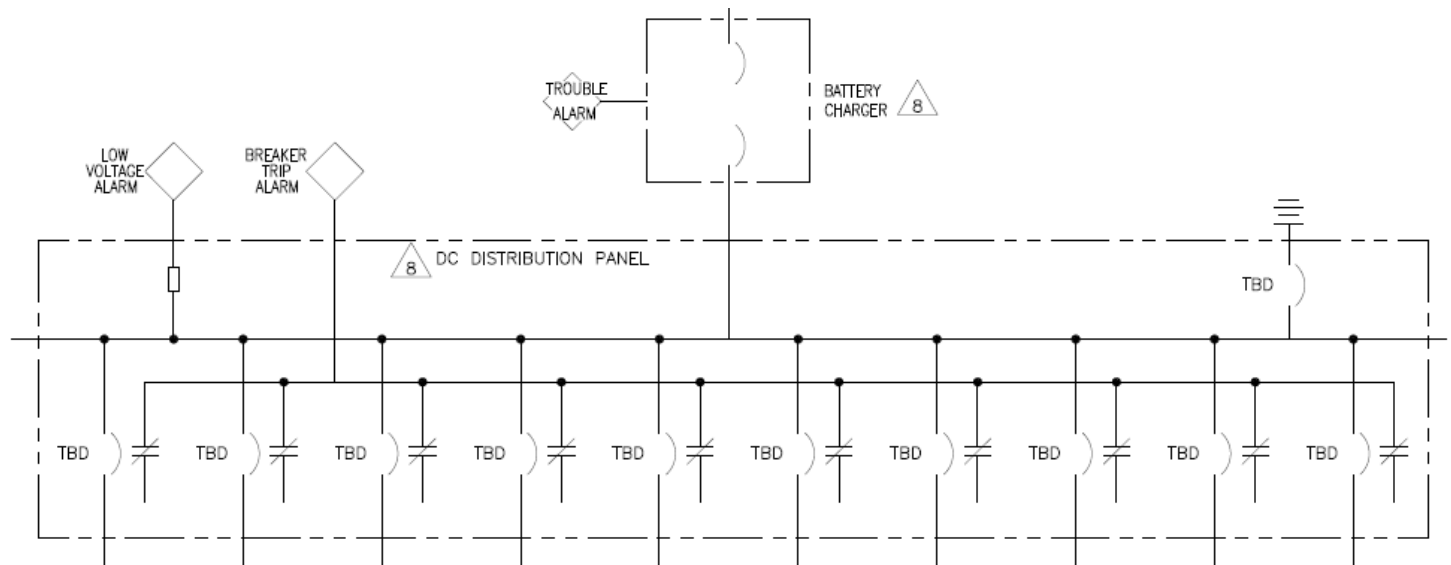 TROUBLE
ALARM
BATTERY
CHARGER
8
LOW
VOLTAGE
ALARM
BREAKER
TRIP
ALARM
8
DC DISTRIBUTION PANEL
TBD
TBD
TBD
TBD
TBD
TBD
TBD
TBD
TBD
TBD
TBD